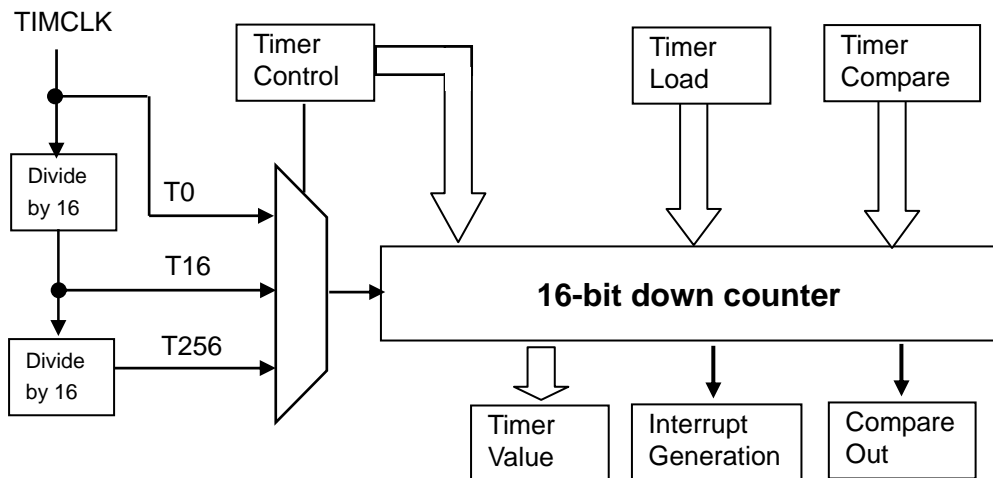 TIMCLK
Timer
Control
Timer
Load
Timer
Compare
Divide
by 16
T0
T16
16-bit down counter
Divide
by 16
T256
Timer
Value
Interrupt
Generation
Compare
Out